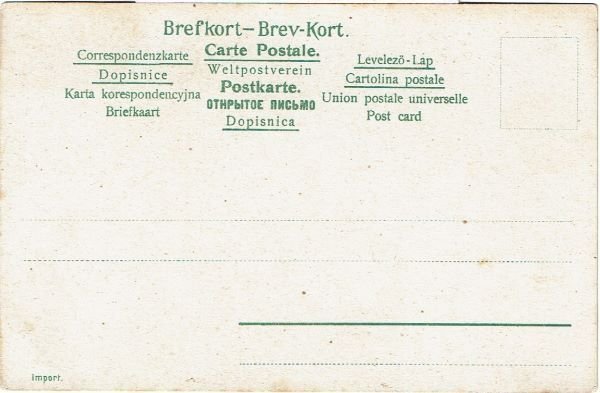 Brefkort—Brev-Kort.
Correspondenzkarte
Dopisnice
Karta korespondencyjna
Briefkaart
Carte Postale.
Weltpostverein
Postkarte.
ОТКРЫТОЕ ПИСЬМО
Dopisnica
Levelező-Lap
Cartolina postale
Union postale universelle
Post card
Import.